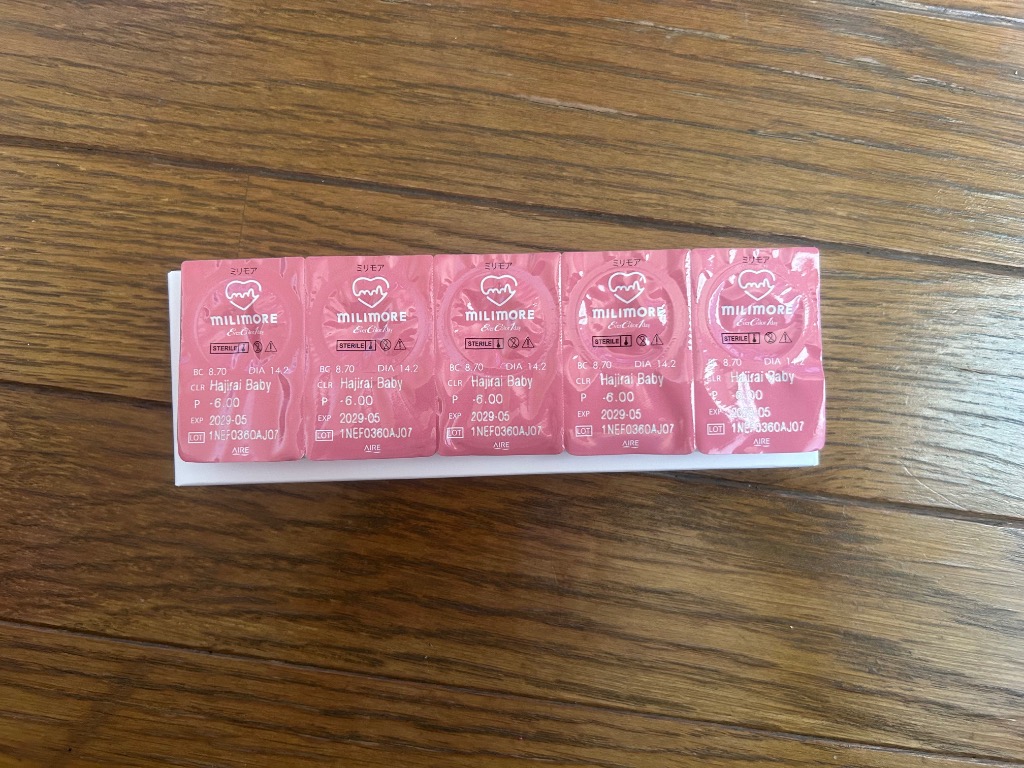 ミリモア
MILIMORE
STERILE
BC 8.70 DIA 14.2
CLR Hajirai Baby
P -6.00
EXP 2029-05
LOT 1NEF0360AJ07
AIRE
ミリモア
MILIMORE
STERILE
BC 8.70 DIA 14.2
CLR Hajirai Baby
P -6.00
EXP 2029-05
LOT 1NEF0360AJ07
AIRE
ミリモア
MILIMORE
STERILE
BC 8.70 DIA 14.2
CLR Hajirai Baby
P -6.00
EXP 2029-05
LOT 1NEF0360AJ07
AIRE
ミリモア
MILIMORE
STERILE
BC 8.70 DIA 14.2
CLR Hajirai Baby
P -6.00
EXP 2029-05
LOT 1NEF0360AJ07
AIRE
ミリモア
MILIMORE
STERILE
BC 8.70 DIA 14.2
CLR Hajirai Baby
P -6.00
EXP 2029-05
LOT 1NEF0360AJ07
AIRE